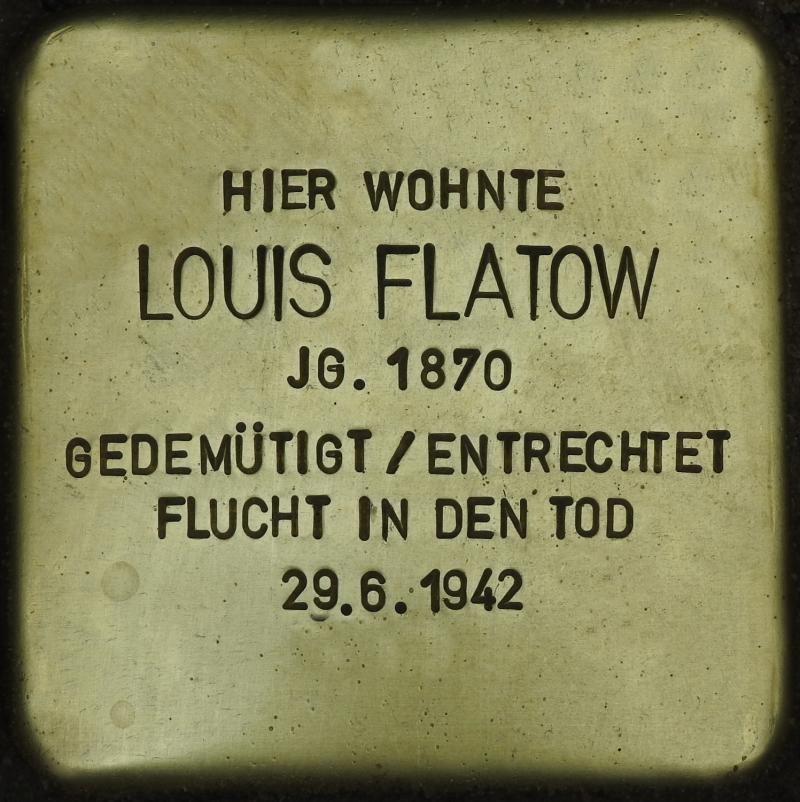 HIER WOHNTE
LOUIS FLATOW
JG. 1870
GEDEMÜTIGT / ENTRECHTET
FLUCHT IN DEN TOD
29.6.1942